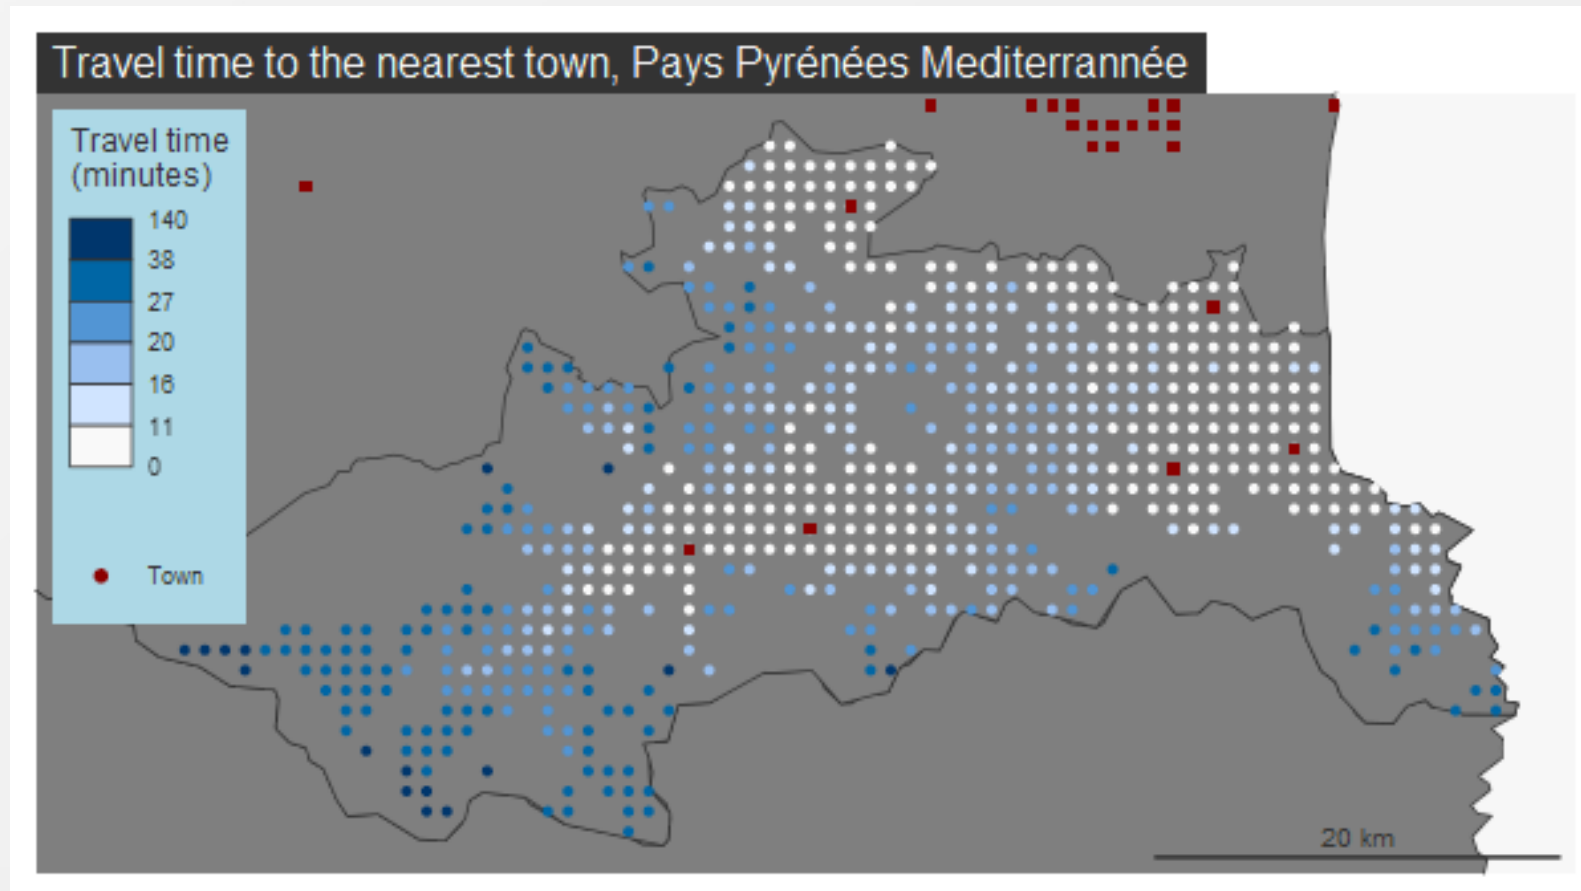 Travel time to the nearest town, Pays Pyrénées Mediterrannée
Travel time
(minutes)
140
38
27
20
16
11
0
Town
20 km